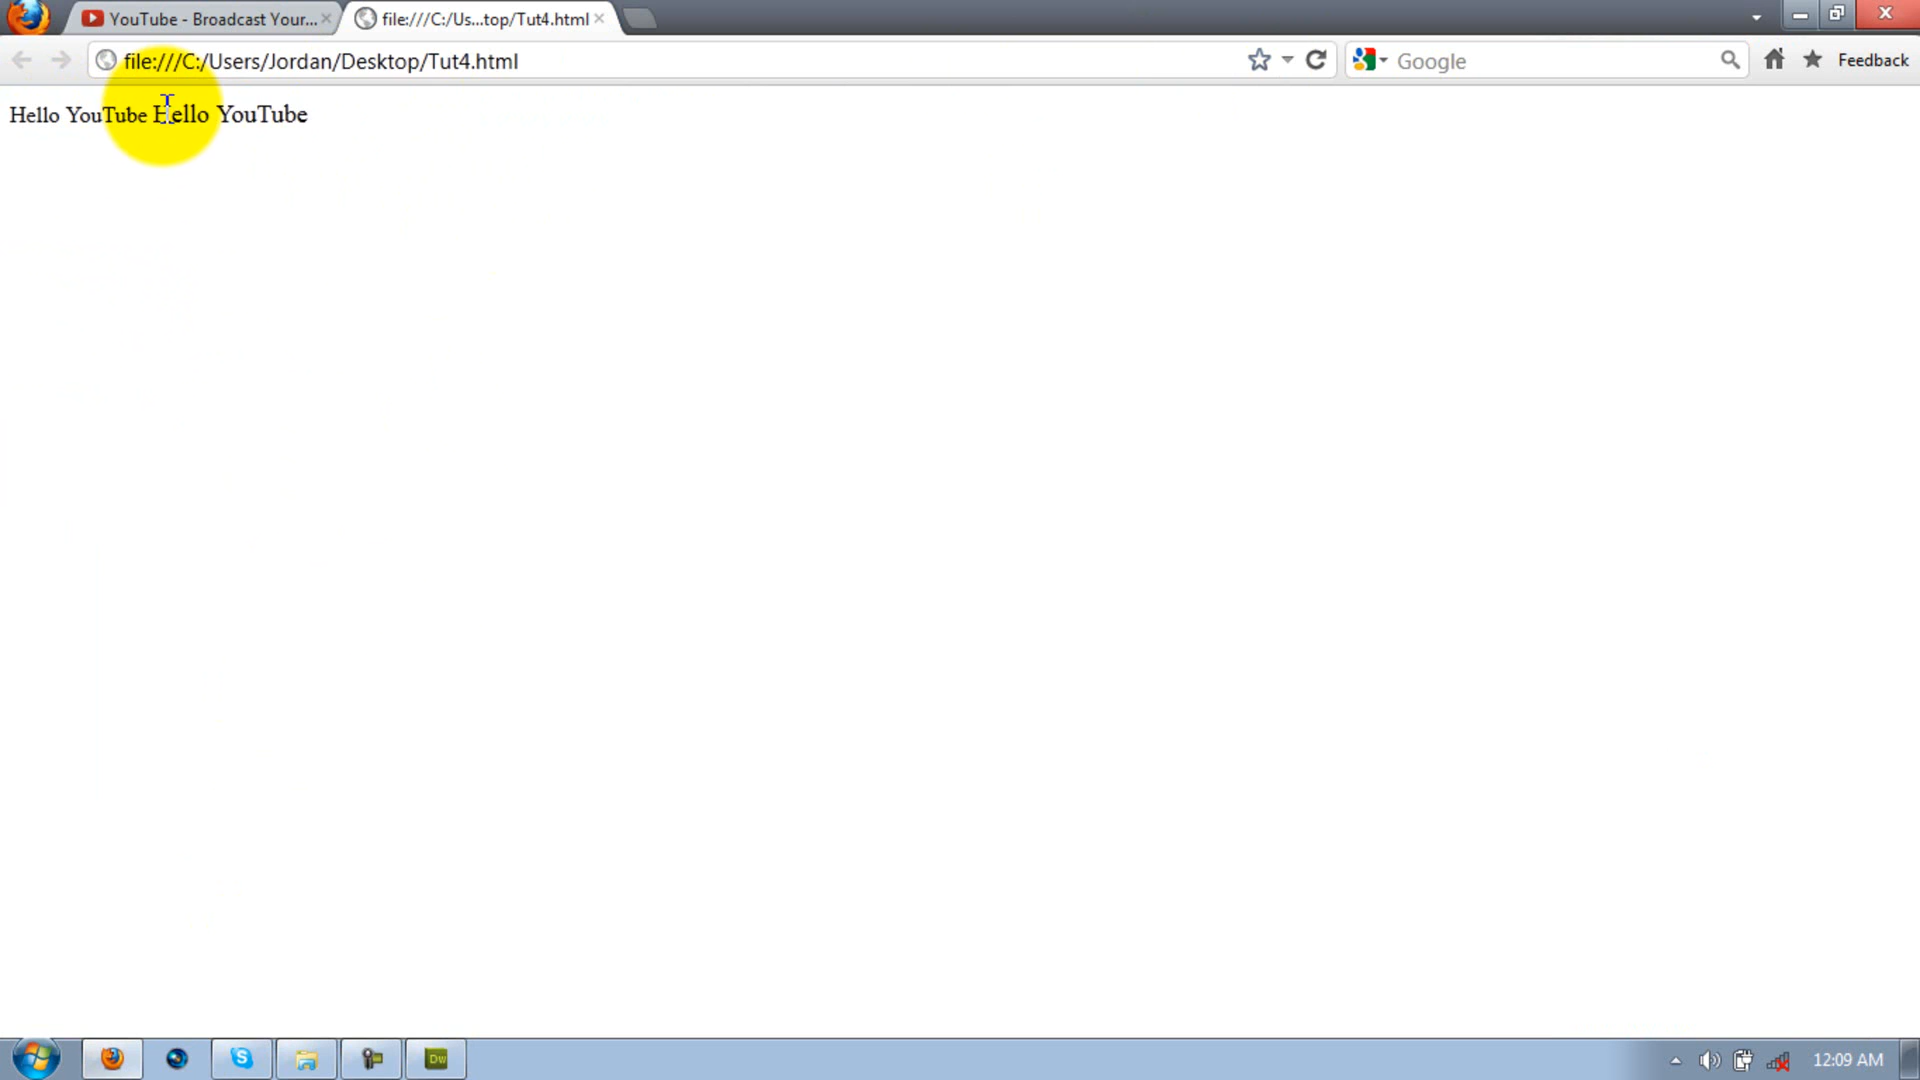 YouTube - Broadcast Your...
file:///C:/Us...top/Tut4.html
file:///C:/Users/Jordan/Desktop/Tut4.html
Google
Feedback
Hello YouTube Hello YouTube
Dw
12:09 AM